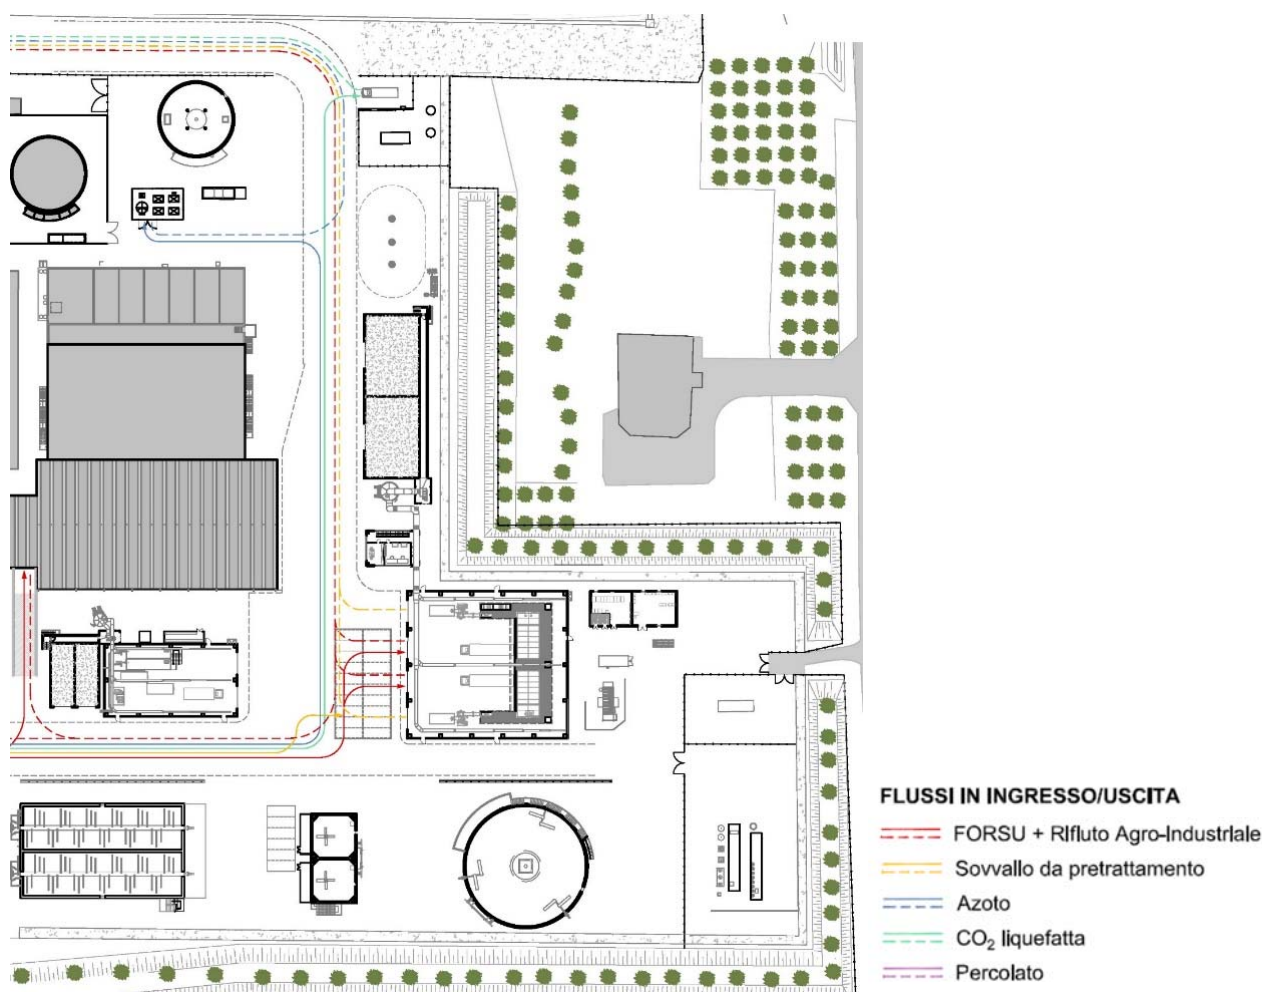 FLUSSI IN INGRESSO/USCITA
FORSU + Rifiuto Agro-Industriale
Sovvallo da pretrattamento
Azoto
CO₂ liquefatta
Percolato